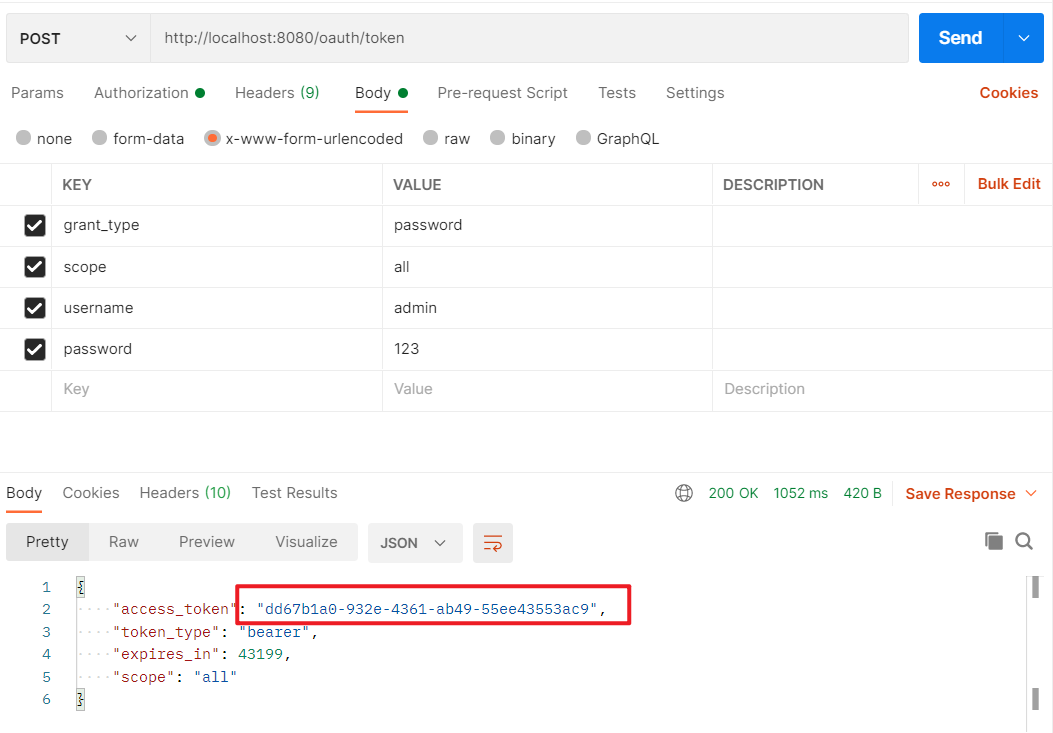 POST http://localhost:8080/oauth/token Send
Params Authorization Headers (9) Body Pre-request Script Tests Settings Cookies
none form-data x-www-form-urlencoded raw binary GraphQL
KEY VALUE DESCRIPTION ooo Bulk Edit
grant_type password
scope all
username admin
password 123
Key Value Description
Body Cookies Headers (10) Test Results 200 OK 1052 ms 420 B Save Response
Pretty Raw Preview Visualize JSON
1 {
2 ····"access_token": "dd67b1a0-932e-4361-ab49-55ee43553ac9",
3 ····"token_type": "bearer",
4 ····"expires_in": 43199,
5 ····"scope": "all"
6 }